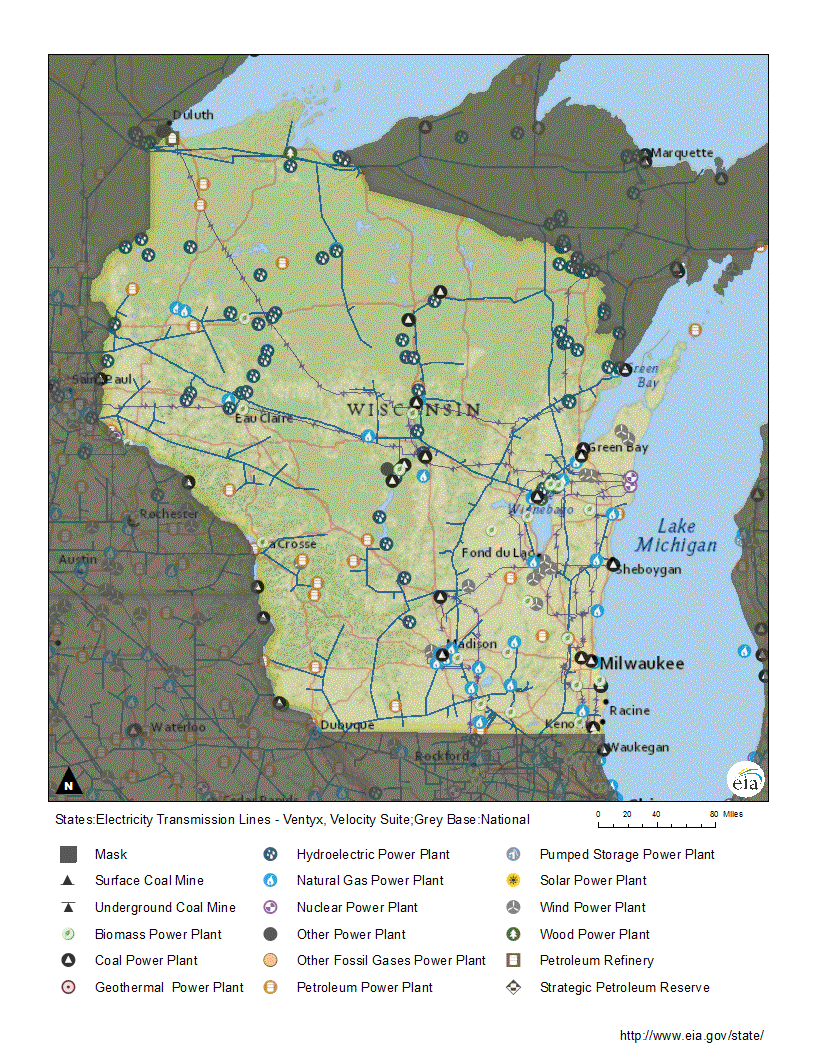 Duluth
Marquette
Saint Paul
Green
Bay
WISCONSIN
Eau Claire
Green Bay
Rochester
Winnebago
Lake
Michigan
Austin
aCrosse
Fond du Lac
Sheboygan
Madison
Milwaukee
Racine
Waterloo
Dubuque
Keno
Rockford
Waukegan
Cedar Rapids
N
eia
States:Electricity Transmission Lines - Ventyx, Velocity Suite;Grey Base:National
0 20 40 80 Miles
Mask
Hydroelectric Power Plant
Pumped Storage Power Plant
Surface Coal Mine
Natural Gas Power Plant
Solar Power Plant
Underground Coal Mine
Nuclear Power Plant
Wind Power Plant
Biomass Power Plant
Other Power Plant
Wood Power Plant
Coal Power Plant
Other Fossil Gases Power Plant
Petroleum Refinery
Geothermal Power Plant
Petroleum Power Plant
Strategic Petroleum Reserve
http://www.eia.gov/state/